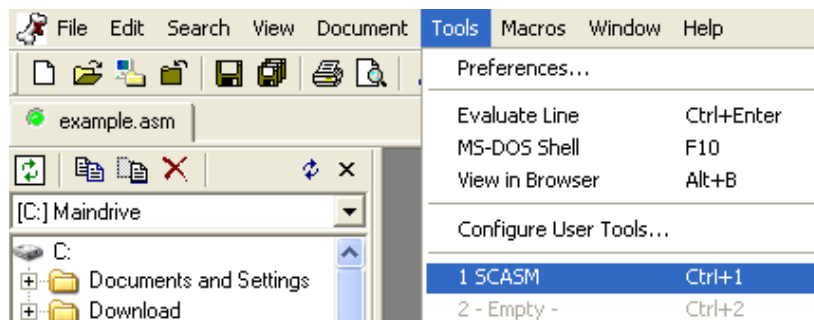 File Edit Search View Document Tools Macros Window Help
Preferences...
example.asm
Evaluate Line Ctrl+Enter
MS-DOS Shell F10
View in Browser Alt+B
[C:] Maindrive
Configure User Tools...
C:
Documents and Settings
1 SCASM Ctrl+1
Download
2 - Empty - Ctrl+2